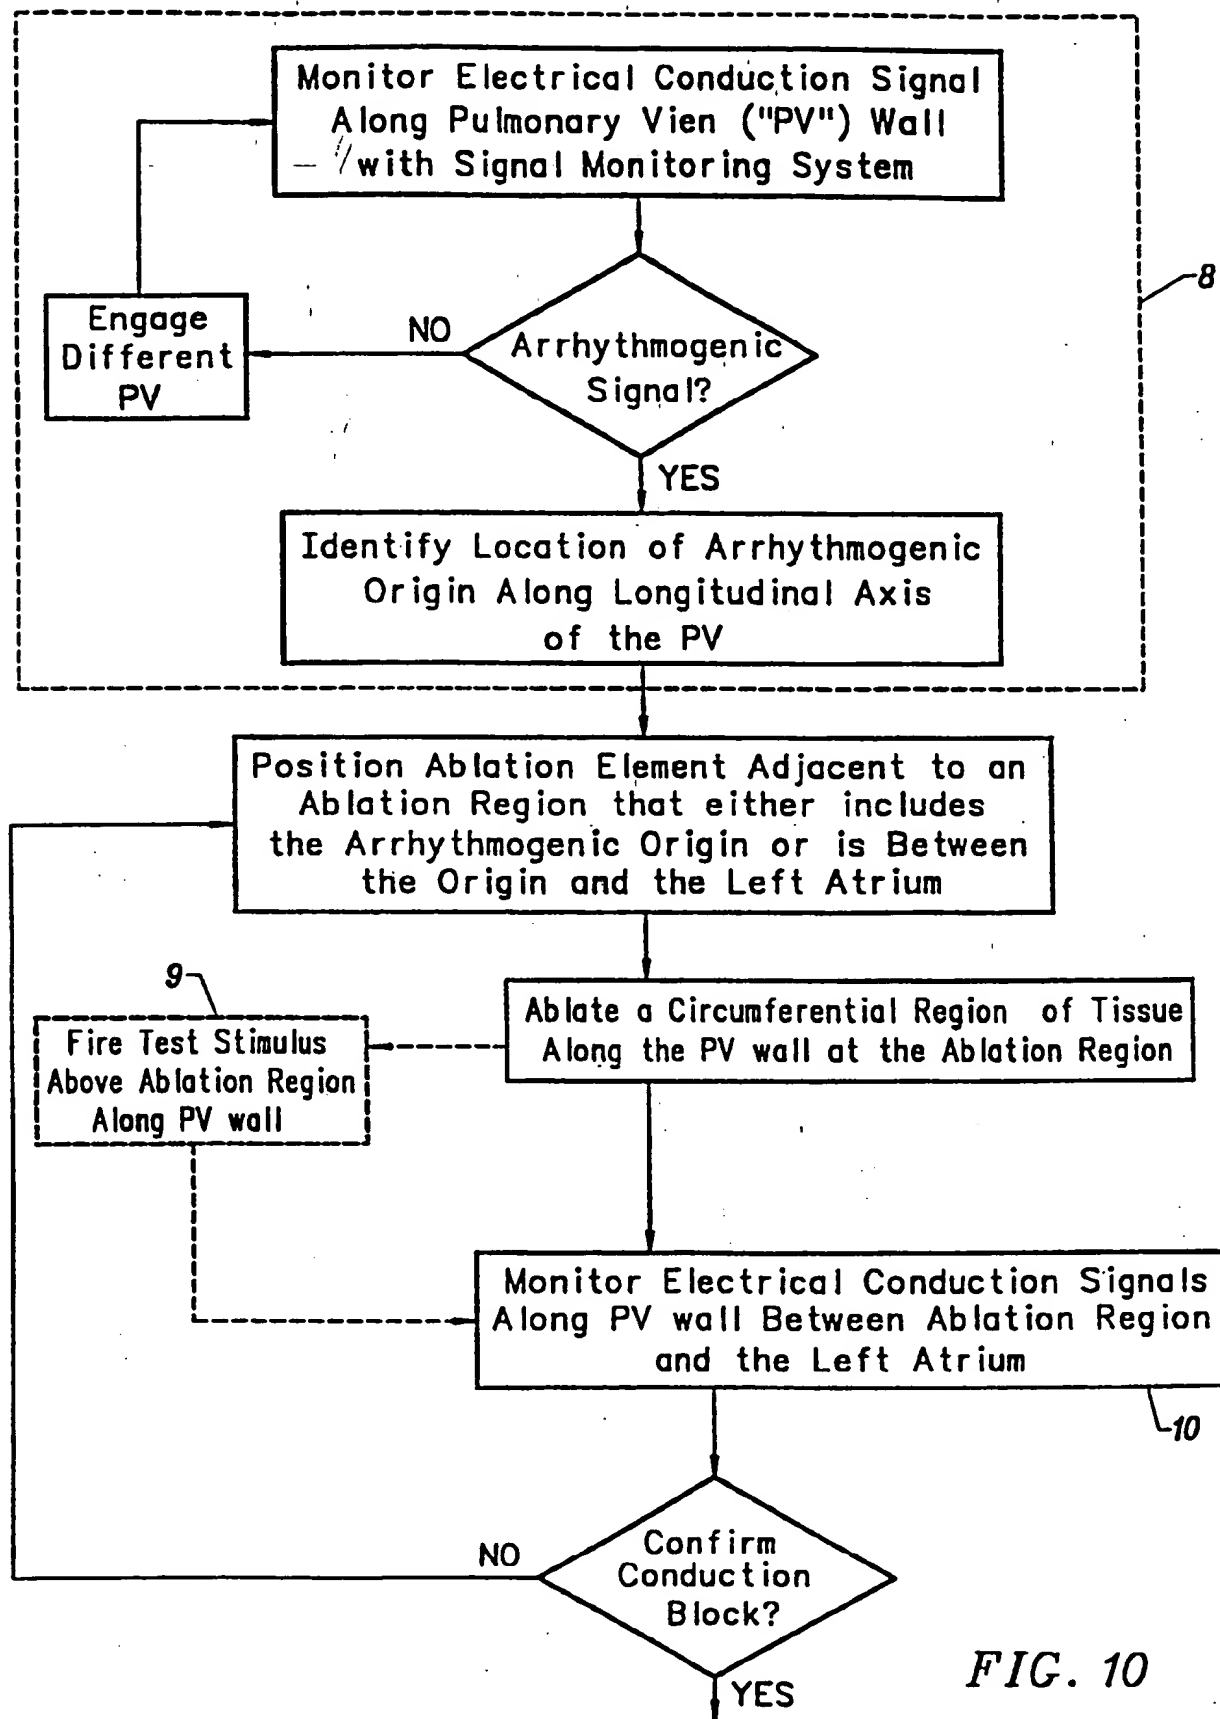 Monitor Electrical Conduction Signal
Along Pulmonary Vien ("PV") Wall
with Signal Monitoring System
8
Engage
Different
PV
NO
Arrhythmogenic
Signal?
YES
Identify Location of Arrhythmogenic
Origin Along Longitudinal Axis
of the PV
Position Ablation Element Adjacent to an
Ablation Region that either includes
the Arrhythmogenic Origin or is Between
the Origin and the Left Atrium
9
Fire Test Stimulus
Above Ablation Region
Along PV wall
Ablate a Circumferential Region of Tissue
Along the PV wall at the Ablation Region
Monitor Electrical Conduction Signals
Along PV wall Between Ablation Region
and the Left Atrium
10
NO
Confirm
Conduction
Block?
YES
FIG. 10